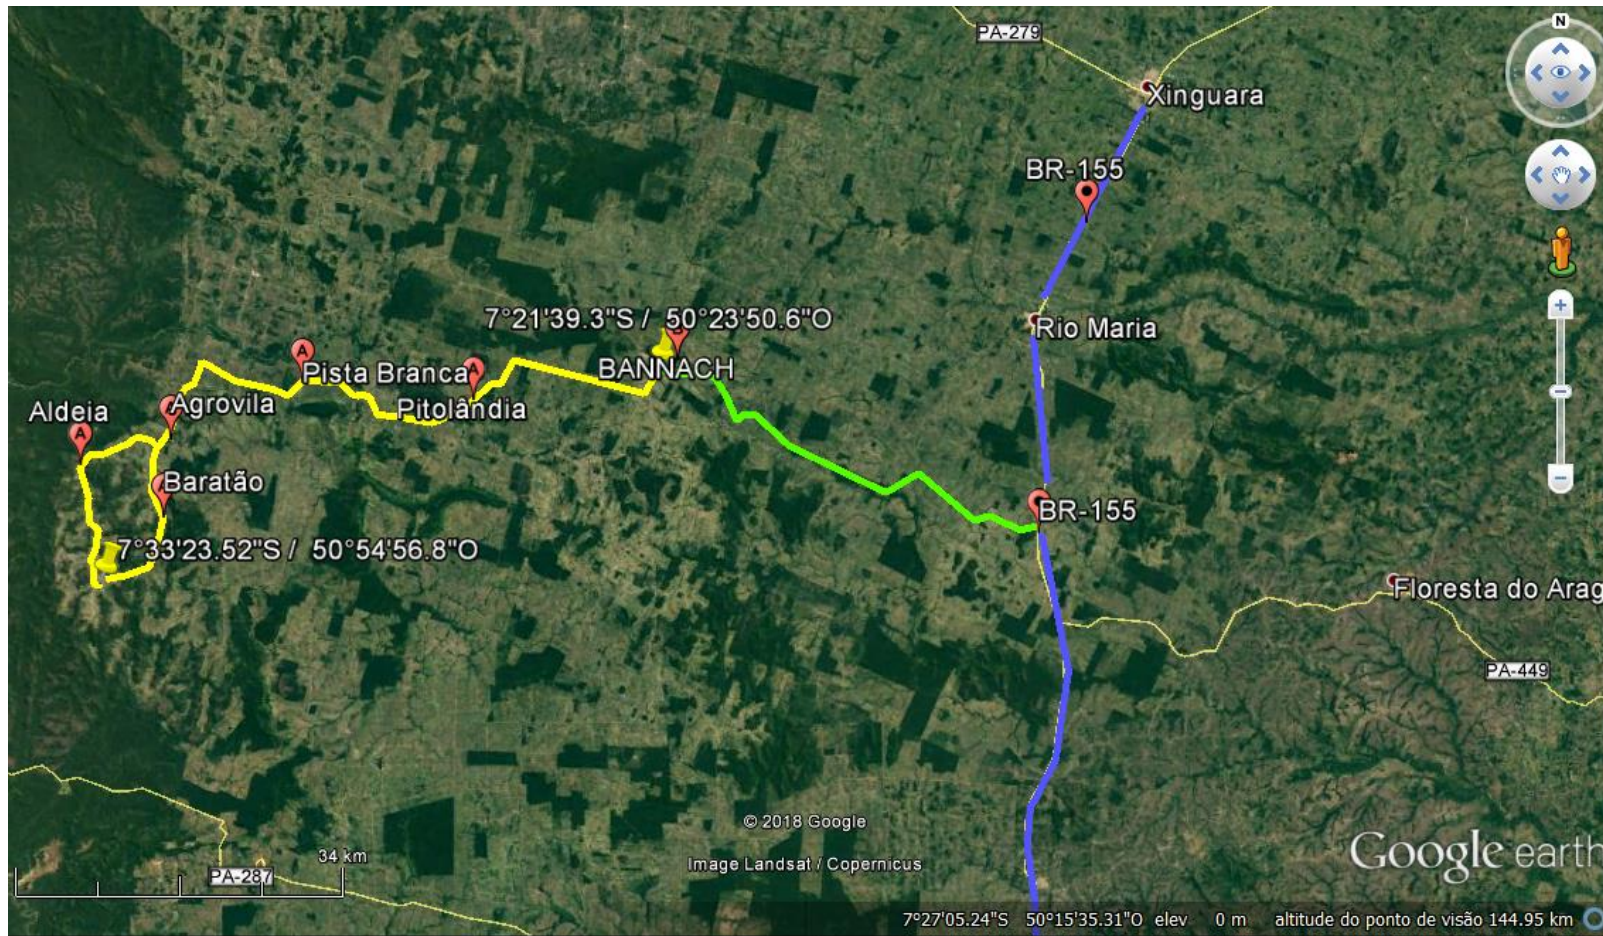 N
PA-279
Xinguara
BR-155
7°21'39.3"S / 50°23'50.6"O
Rio Maria
A
A
Pista Branca
BANNACH
Aldeia
Agrovila
Pitolândia
A
Baratão
BR-155
7°33'23.52"S / 50°54'56.8"O
Floresta do Arag
PA-449
© 2018 Google
34 km
Image Landsat / Copernicus
Google earth
PA-287
7°27'05.24"S 50°15'35.31"O elev 0 m altitude do ponto de visão 144.95 km